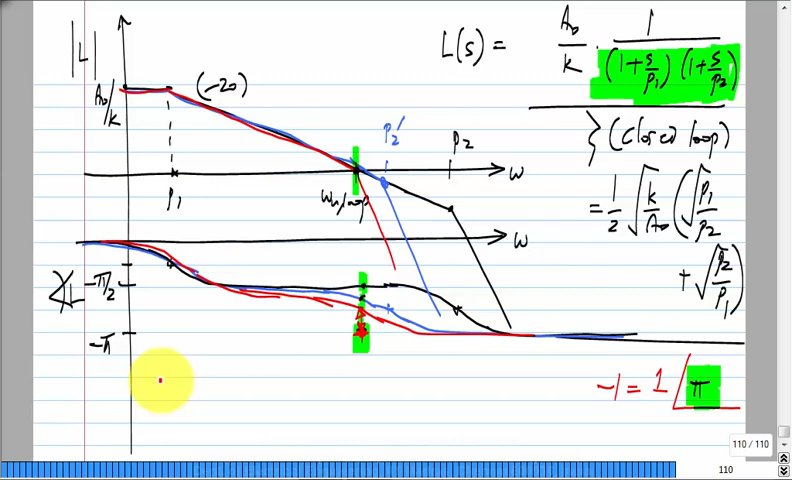 |L|
A₀/k
(-20)
L(s) = A₀/k · 1/((1+s/p₁)(1+s/p₂))
p₂'
p₂
ω
p₁
ωu,loop
ζ (closed loop)
= 1/2 √(k/A₀) (√(p₁/p₂)
+ √(p₂/p₁))
ω
∠L
-π/2
-π
-1 = 1∠π
110 / 110
110